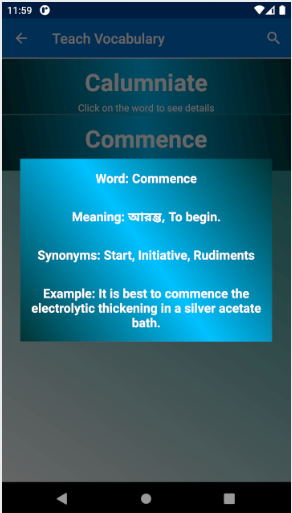 11:59
Teach Vocabulary
Calumniate
Click on the word to see details
Commence
Word: Commence
Meaning: আরম্ভ, To begin.
Synonyms: Start, Initiative, Rudiments
Example: It is best to commence the
electrolytic thickening in a silver acetate
bath.